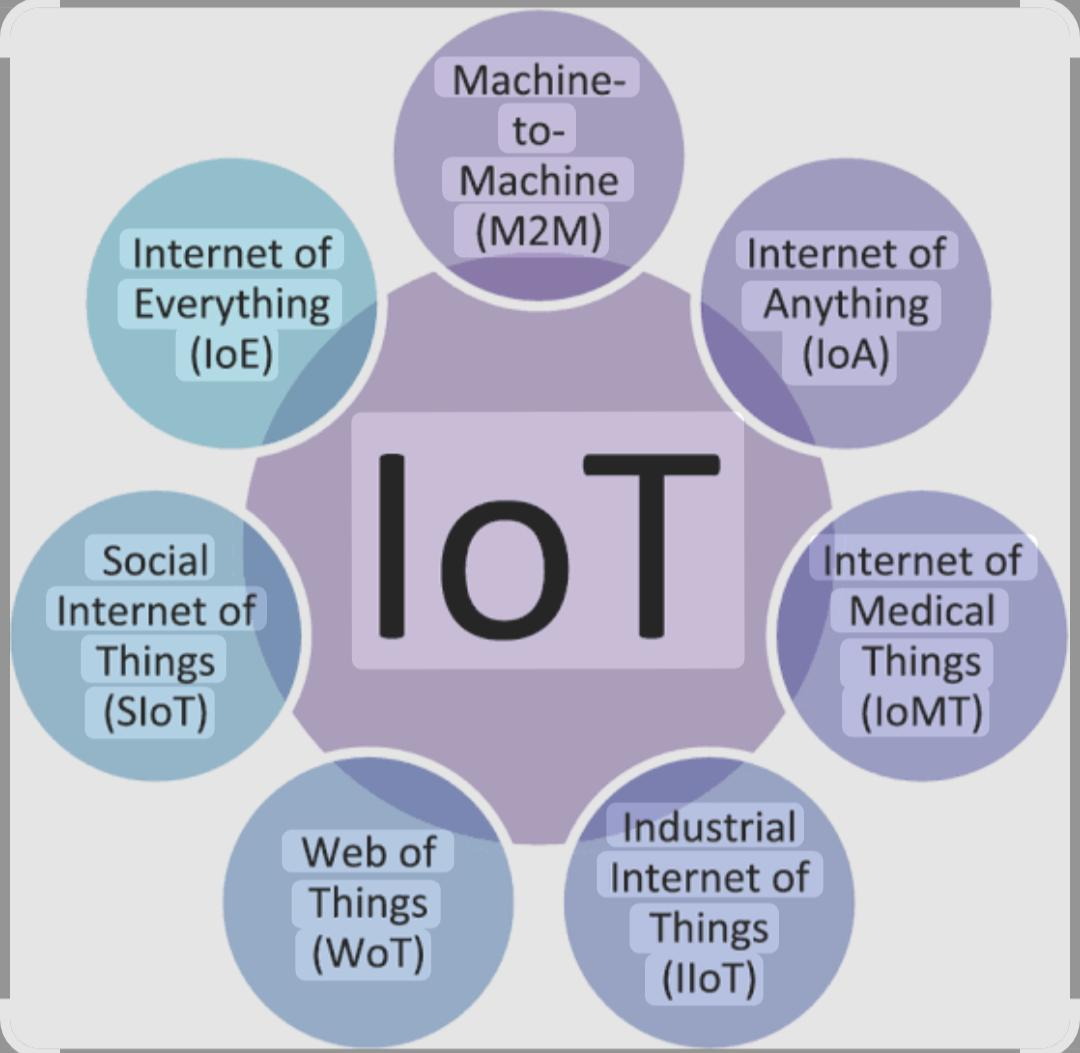 Machine-
to-
Machine
(M2M)
Internet of
Anything
(IoA)
Internet of
Medical
Things
(IoMT)
Industrial
Internet of
Things
(IIoT)
Web of
Things
(WoT)
Social
Internet of
Things
(SIoT)
Internet of
Everything
(IoE)
IoT